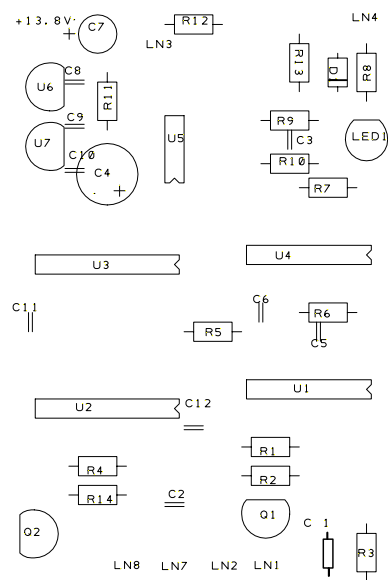 +13.8V
C7
R12
LN4
LN3
C8
U6
R11
R13
D1
R8
C9
U7
U5
R9
C3
LED1
C10
C4
R10
R7
U3
U4
C11
C6
R6
R5
C5
U2
C12
U1
R4
R1
R14
R2
C2
Q2
Q1
C 1
R3
LN8
LN7
LN2
LN1